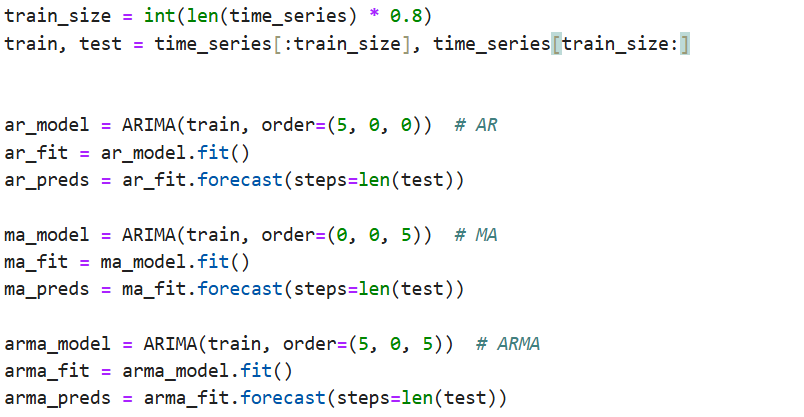 train_size = int(len(time_series) * 0.8)
train, test = time_series[:train_size], time_series[train_size:]
ar_model = ARIMA(train, order=(5, 0, 0))  # AR
ar_fit = ar_model.fit()
ar_preds = ar_fit.forecast(steps=len(test))
ma_model = ARIMA(train, order=(0, 0, 5))  # MA
ma_fit = ma_model.fit()
ma_preds = ma_fit.forecast(steps=len(test))
arma_model = ARIMA(train, order=(5, 0, 5))  # ARMA
arma_fit = arma_model.fit()
arma_preds = arma_fit.forecast(steps=len(test))